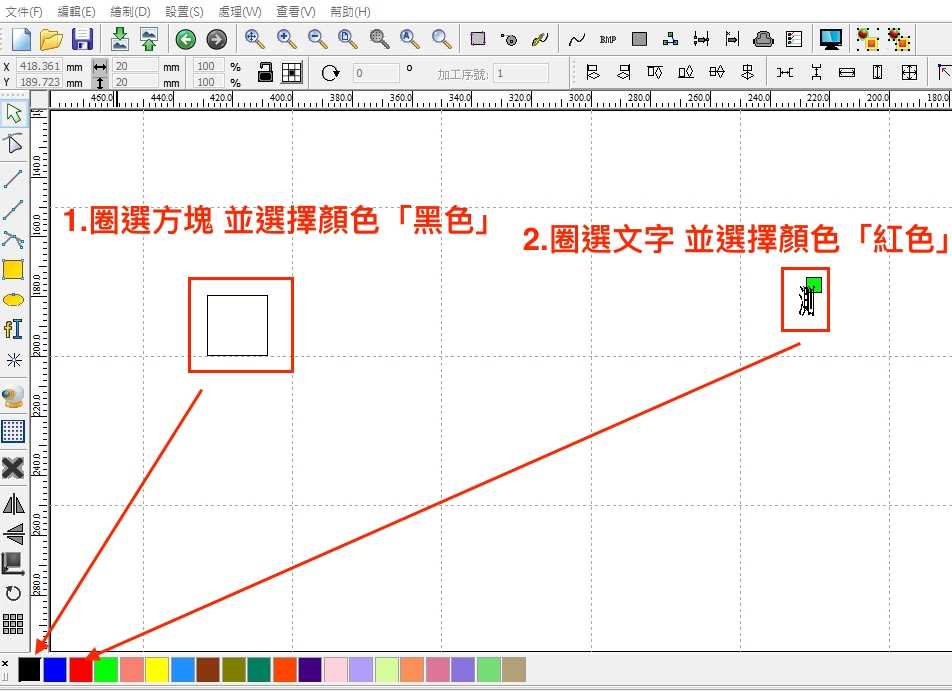 文件(F) 編輯(E) 繪制(D) 設置(S) 處理(W) 查看(V) 幫助(H)
BMP
X 418.361 mm 20 mm 100 %
Y 189.723 mm 20 mm 100 %
0 °
加工序號: 1
460.0 440.0 420.0 400.0 380.0 360.0 340.0 320.0 300.0 280.0 260.0 240.0 220.0 200.0 180.0
140.0
160.0
180.0
200.0
220.0
240.0
260.0
280.0
1.圈選方塊 並選擇顏色「黑色」
2.圈選文字 並選擇顏色「紅色」